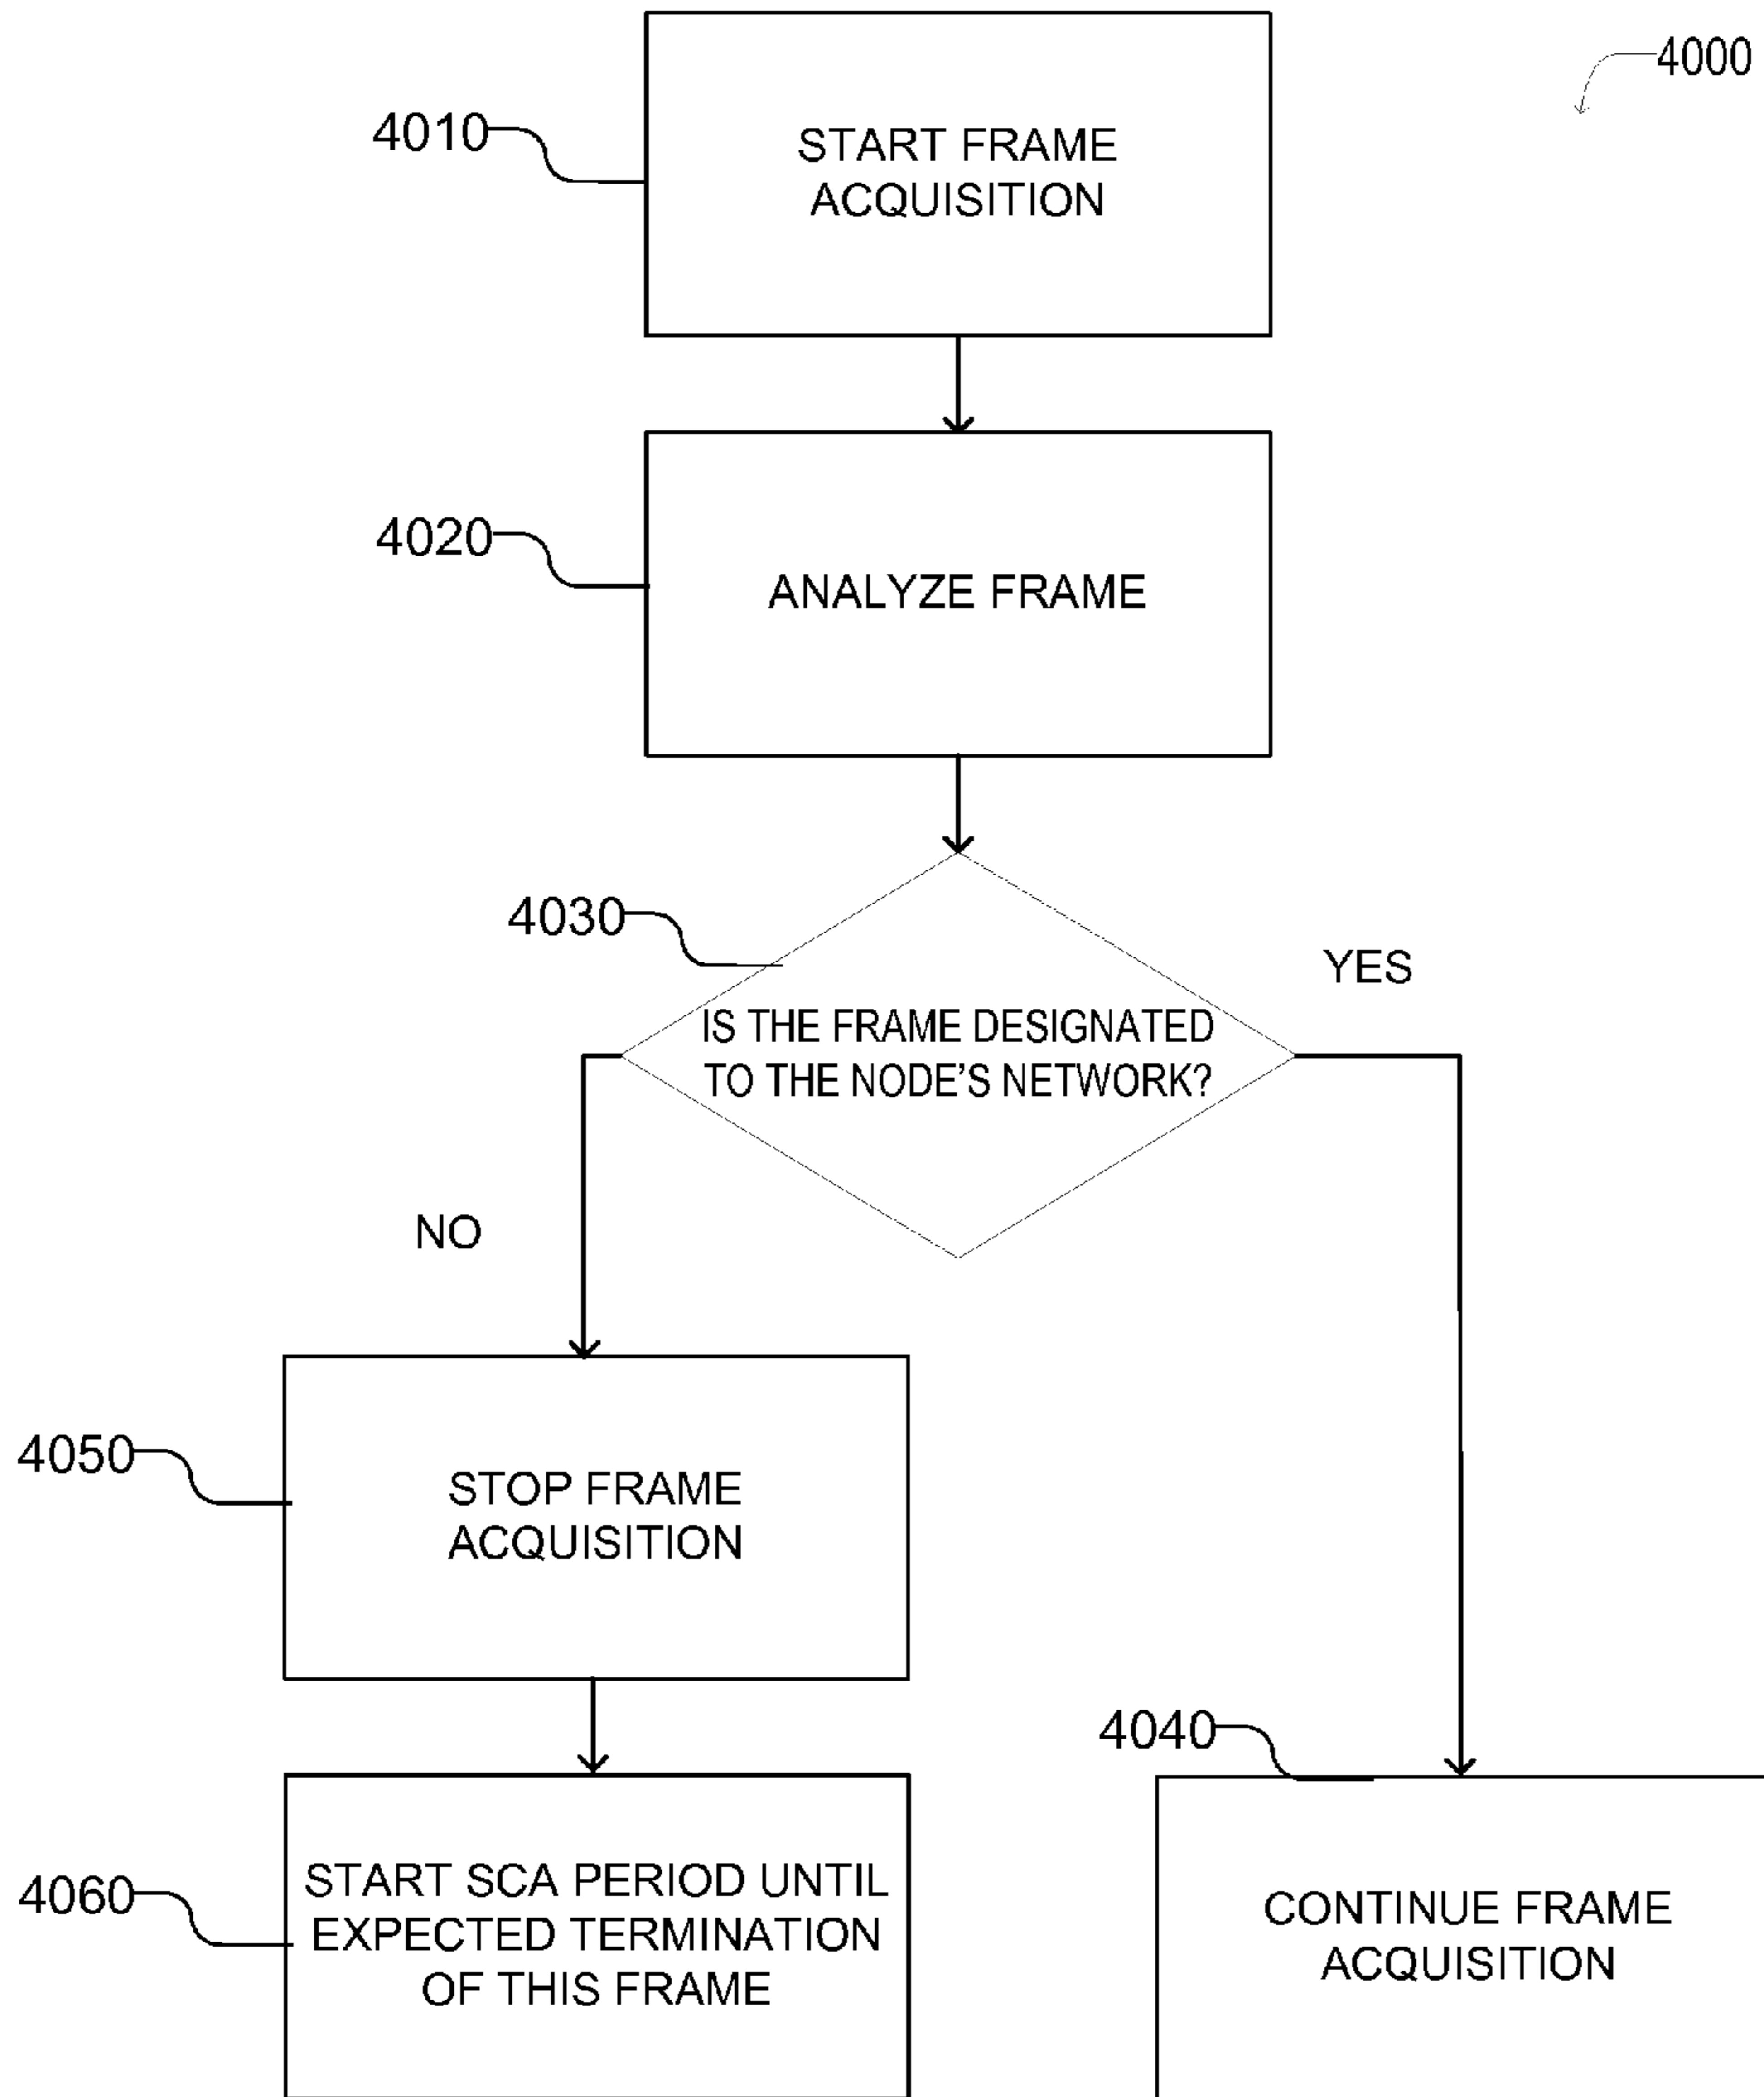 4000
4010
START FRAME
ACQUISITION
4020
ANALYZE FRAME
4030
IS THE FRAME DESIGNATED
TO THE NODE'S NETWORK?
YES
NO
4050
STOP FRAME
ACQUISITION
4060
START SCA PERIOD UNTIL
EXPECTED TERMINATION
OF THIS FRAME
4040
CONTINUE FRAME
ACQUISITION